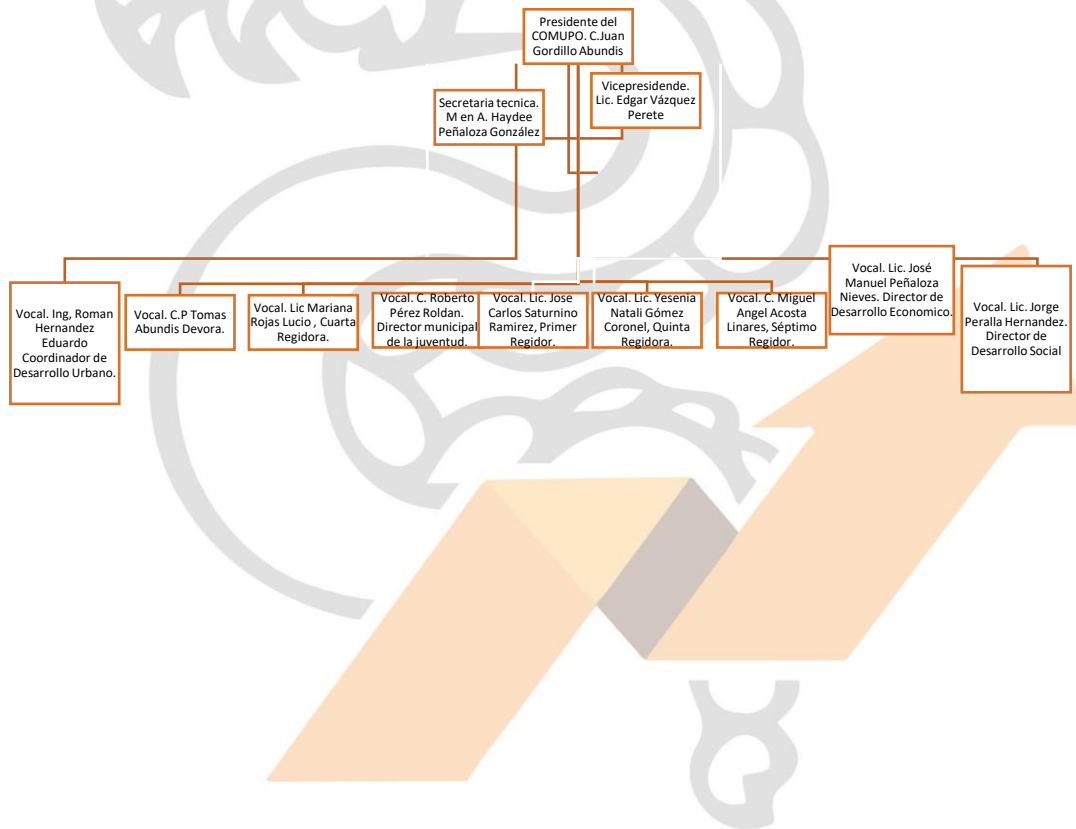 Presidente del
COMUPO. C.Juan
Gordillo Abundis
Vicepresidende.
Lic. Edgar Vázquez
Perete
Secretaria tecnica.
M en A. Haydee
Peñaloza González
Vocal. Ing, Roman
Hernandez
Eduardo
Coordinador de
Desarrollo Urbano.
Vocal. C.P Tomas
Abundis Devora.
Vocal. Lic Mariana
Rojas Lucio , Cuarta
Regidora.
Vocal. C. Roberto
Pérez Roldan.
Director municipal
de la juventud.
Vocal. Lic. Jose
Carlos Saturnino
Ramirez, Primer
Regidor.
Vocal. Lic. Yesenia
Natali Gómez
Coronel, Quinta
Regidora.
Vocal. C. Miguel
Angel Acosta
Linares, Séptimo
Regidor.
Vocal. Lic. José
Manuel Peñaloza
Nieves. Director de
Desarrollo Economico.
Vocal. Lic. Jorge
Peralla Hernandez.
Director de
Desarrollo Social